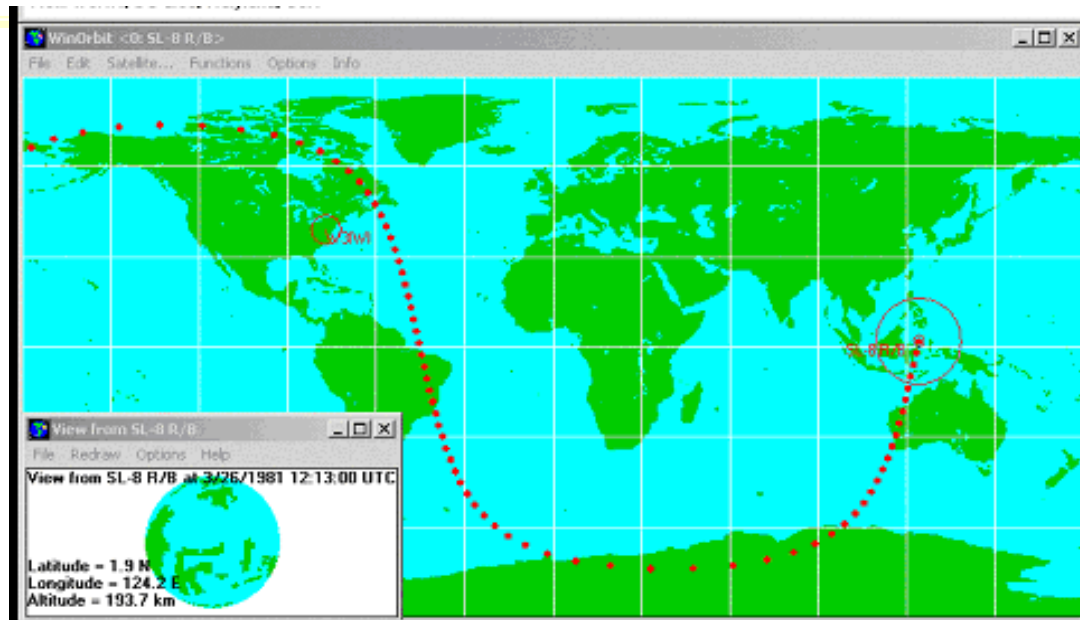 WinOrbit <0: SL-8 R/B>
File Edit Satellite... Functions Options Info
SL-8 R/B
View from SL-8 R/B
File Redraw Options Help
View from SL-8 R/B at 3/26/1981 12:13:00 UTC
Latitude = 1.9 N
Longitude = 124.2 E
Altitude = 193.7 km